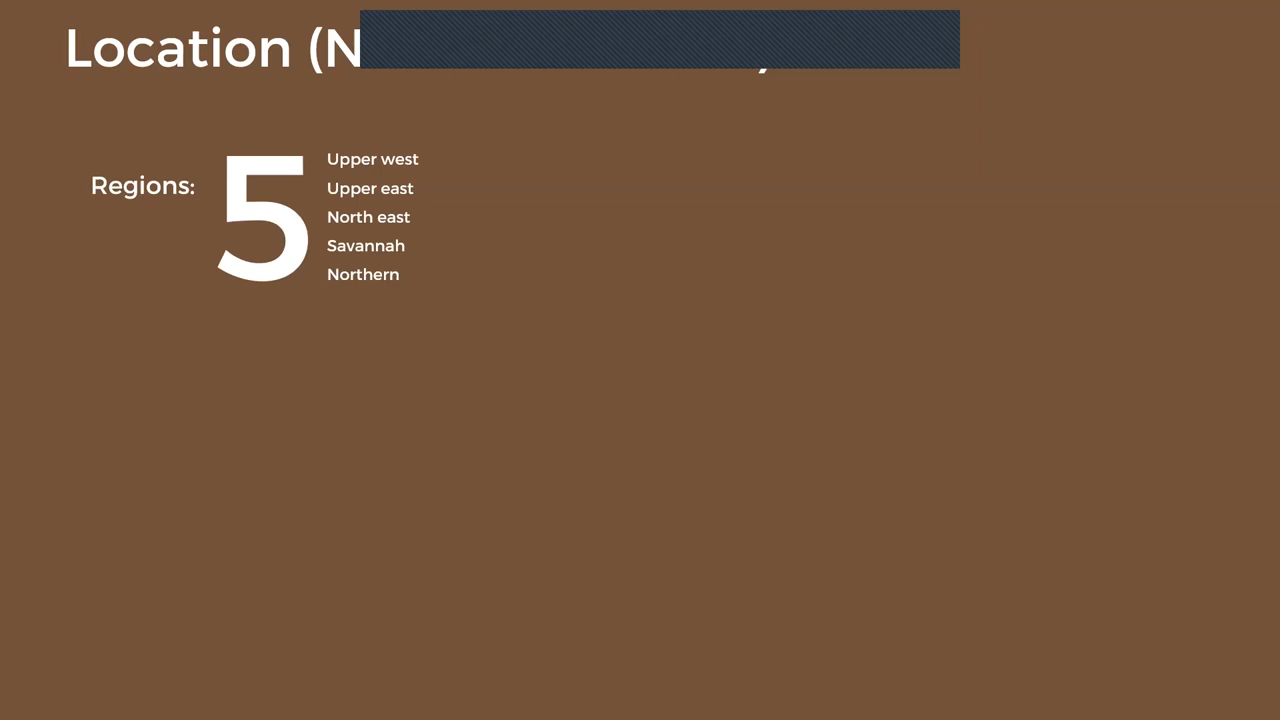 Location (N
Regions:
5
Upper west
Upper east
North east
Savannah
Northern